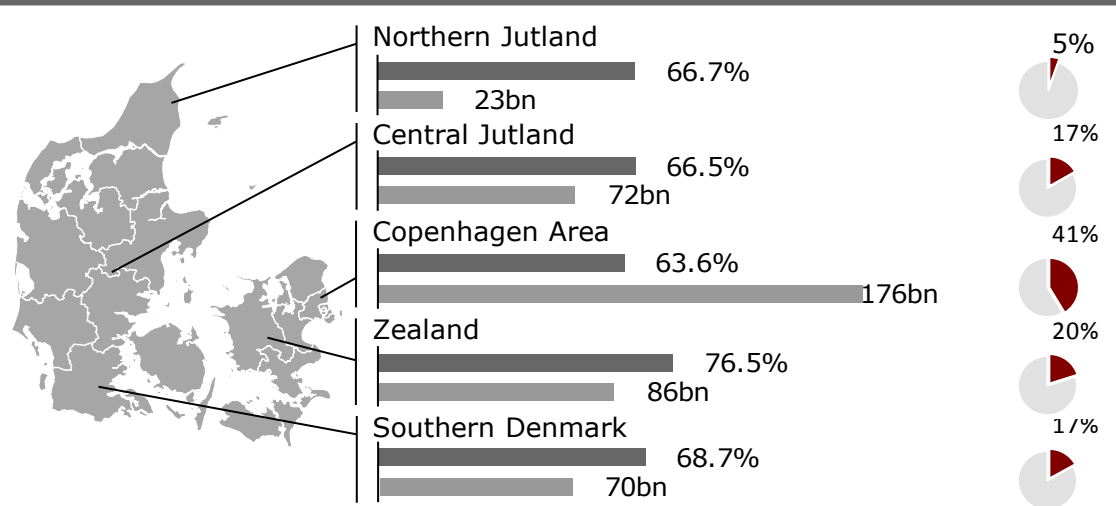 Northern Jutland
5%
66.7%
23bn
Central Jutland
17%
66.5%
72bn
Copenhagen Area
41%
63.6%
176bn
Zealand
20%
76.5%
86bn
Southern Denmark
17%
68.7%
70bn